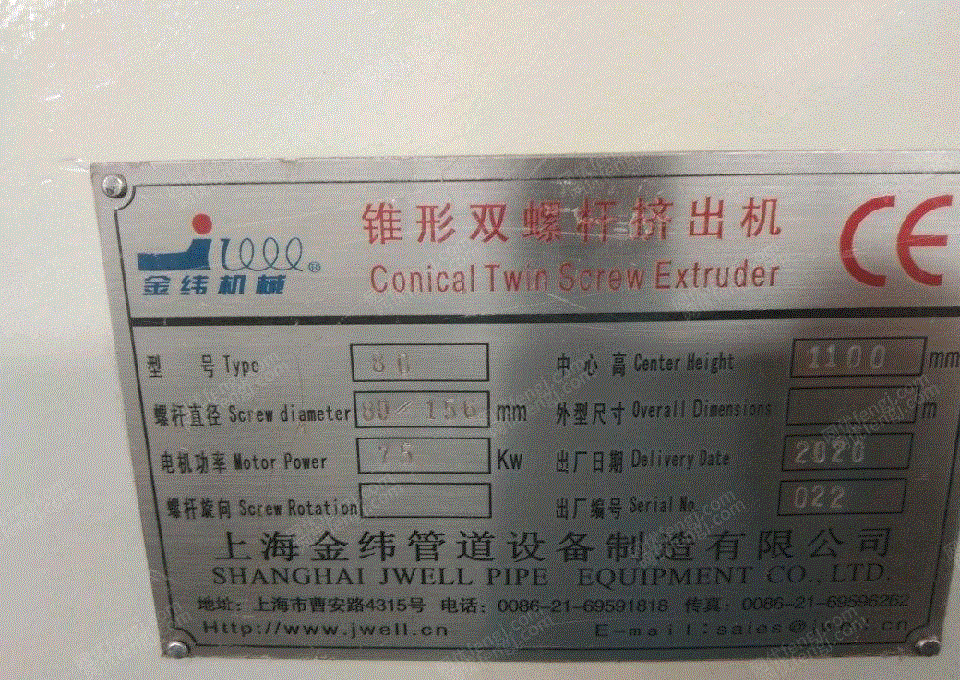 Jwell®
金纬机械
锥形双螺杆挤出机
Conical Twin Screw Extruder
CE
型 号 Type 80
中心高 Center Height 1100 mm
螺杆直径 Screw diameter 80/156 mm
外型尺寸 Overall Dimensions m
电机功率 Motor Power 75 Kw
出厂日期 Delivery Date 2020
螺杆旋向 Screw Rotation
出厂编号 Serial No 022
上海金纬管道设备制造有限公司
SHANGHAI JWELL PIPE EQUIPMENT CO., LTD.
地址: 上海市曹安路4315号 电话: 0086-21-69591818 传真: 0086-21-69596262
Http://www.jwell.cn E-mail:sales@jwell.cn